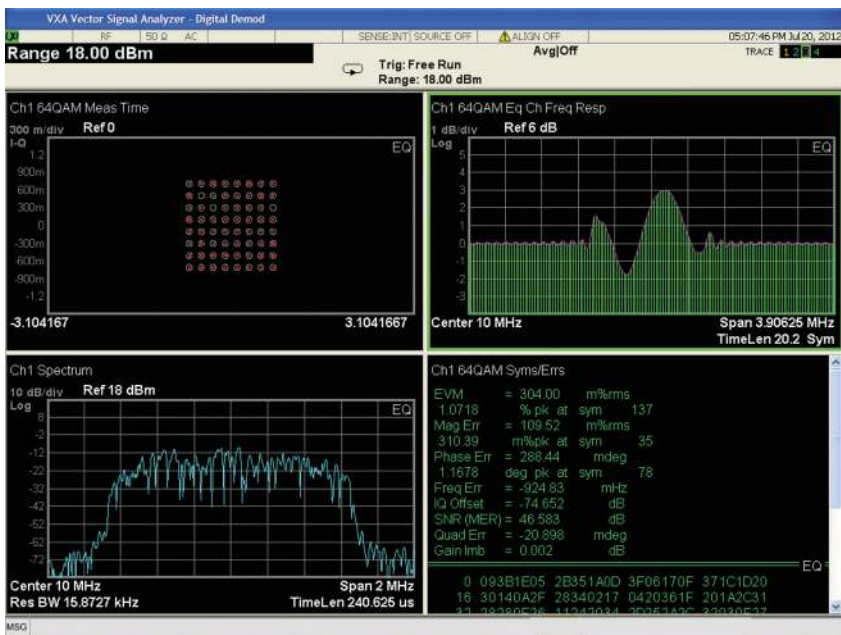 VXA Vector Signal Analyzer - Digital Demod
RF 50 Ω AC SENSE:INT SOURCE OFF ALIGN OFF 05:07:46 PM Jul 20, 2012
Range 18.00 dBm Avg|Off TRACE 1 2 3 4
Trig: Free Run
Range: 18.00 dBm
Ch1 64QAM Meas Time
300 m/div Ref 0
I-Q
EQ
1.2
900m
600m
300m
0
-300m
-600m
-900m
-1.2
-3.104167 3.1041667
Ch1 64QAM Eq Ch Freq Resp
1 dB/div Ref 6 dB
Log
EQ
5
4
3
2
1
0
-1
-2
-3
Center 10 MHz Span 3.90625 MHz
TimeLen 20.2 Sym
Ch1 Spectrum
10 dB/div Ref 18 dBm
Log
EQ
8
-2
-12
-22
-32
-42
-52
-62
-72
Center 10 MHz Span 2 MHz
Res BW 15.8727 kHz TimeLen 240.625 us
Ch1 64QAM Syms/Errs
EVM = 304.00 m%rms
1.0718 % pk at sym 137
Mag Err = 109.52 m%rms
310.39 m%pk at sym 35
Phase Err = 288.44 mdeg
1.1678 deg pk at sym 78
Freq Err = -924.83 mHz
IQ Offset = -74.652 dB
SNR (MER) = 46.583 dB
Quad Err = -20.898 mdeg
Gain Imb = 0.002 dB
EQ
0 093B1E05 2B351A0D 3F06170F 371C1D20
16 30140A2F 28340217 0420361F 201A2C31
MSG